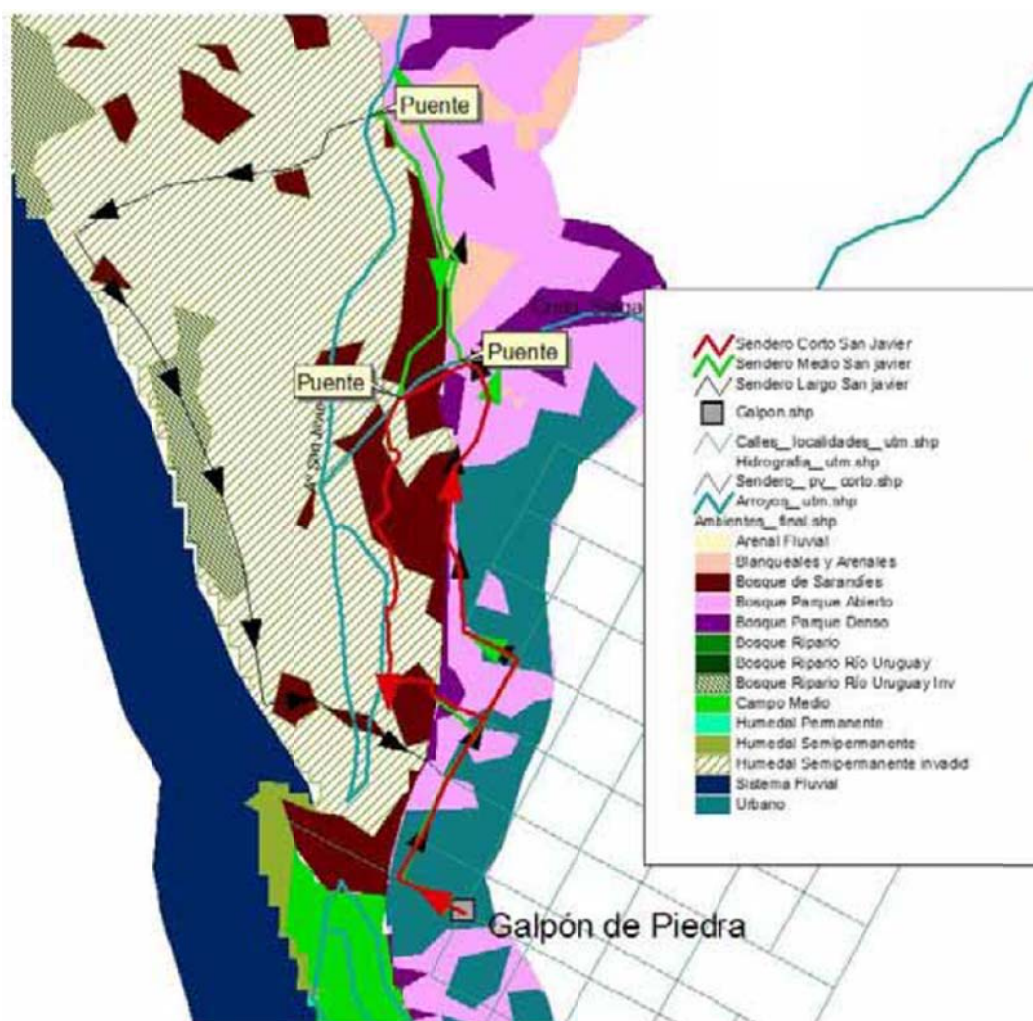 Puente
Puente
Puente
Galpón de Piedra
Sendero Corto San Javier
Sendero Medio San javier
Sendero Largo San javier
Galpon.shp
Calles_localidades_utm.shp
Hidrografia_utm.shp
Sendero_pv_corto.shp
Arroyos_utm.shp
Ambientes_final.shp
Arenal Fluvial
Blanqueales y Arenales
Bosque de Sarandíes
Bosque Parque Abierto
Bosque Parque Denso
Bosque Ripario
Bosque Ripario Río Uruguay
Bosque Ripario Río Uruguay Inv
Campo Medio
Humedal Permanente
Humedal Semipermanente
Humedal Semipermanente invadid
Sistema Fluvial
Urbano